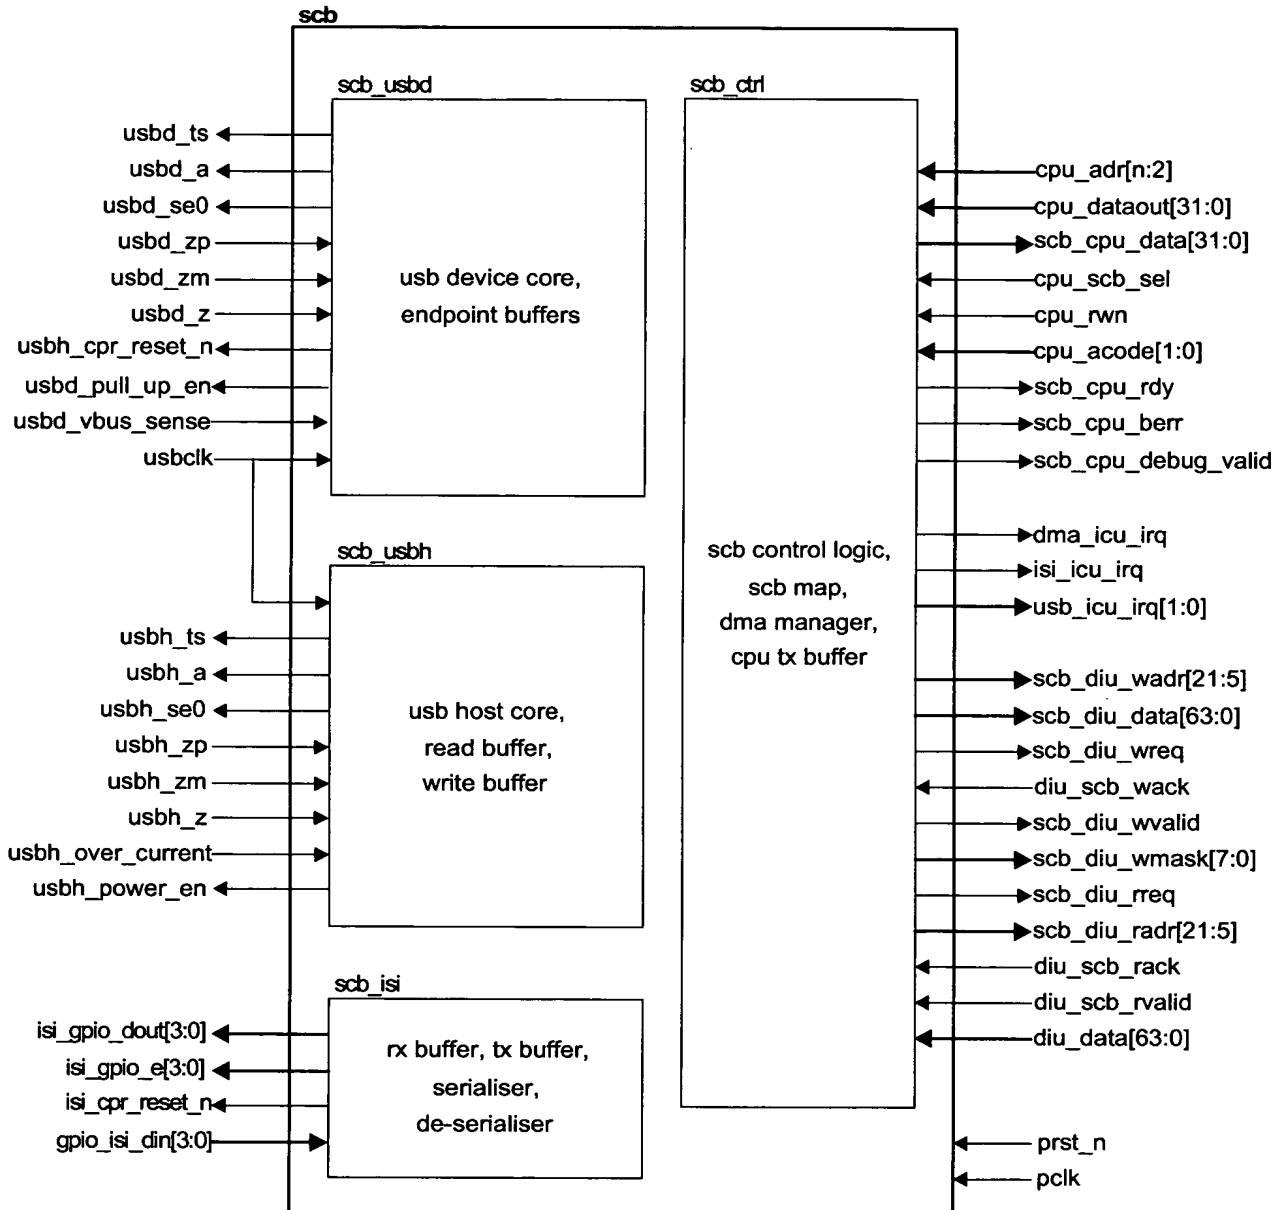 scb
scb_usbd
usbd_ts
usbd_a
usbd_se0
usbd_zp
usbd_zm
usbd_z
usbh_cpr_reset_n
usbd_pull_up_en
usbd_vbus_sense
usbclk
usb device core,
endpoint buffers
scb_usbh
usbh_ts
usbh_a
usbh_se0
usbh_zp
usbh_zm
usbh_z
usbh_over_current
usbh_power_en
usb host core,
read buffer,
write buffer
scb_isi
isi_gpio_dout[3:0]
isi_gpio_e[3:0]
isi_cpr_reset_n
gpio_isi_din[3:0]
rx buffer, tx buffer,
serialiser,
de-serialiser
scb_ctrl
scb control logic,
scb map,
dma manager,
cpu tx buffer
cpu_adr[n:2]
cpu_dataout[31:0]
scb_cpu_data[31:0]
cpu_scb_sel
cpu_rwn
cpu_acode[1:0]
scb_cpu_rdy
scb_cpu_berr
scb_cpu_debug_valid
dma_icu_irq
isi_icu_irq
usb_icu_irq[1:0]
scb_diu_wadr[21:5]
scb_diu_data[63:0]
scb_diu_wreq
diu_scb_wack
scb_diu_wvalid
scb_diu_wmask[7:0]
scb_diu_rreq
scb_diu_radr[21:5]
diu_scb_rack
diu_scb_rvalid
diu_data[63:0]
prst_n
pclk